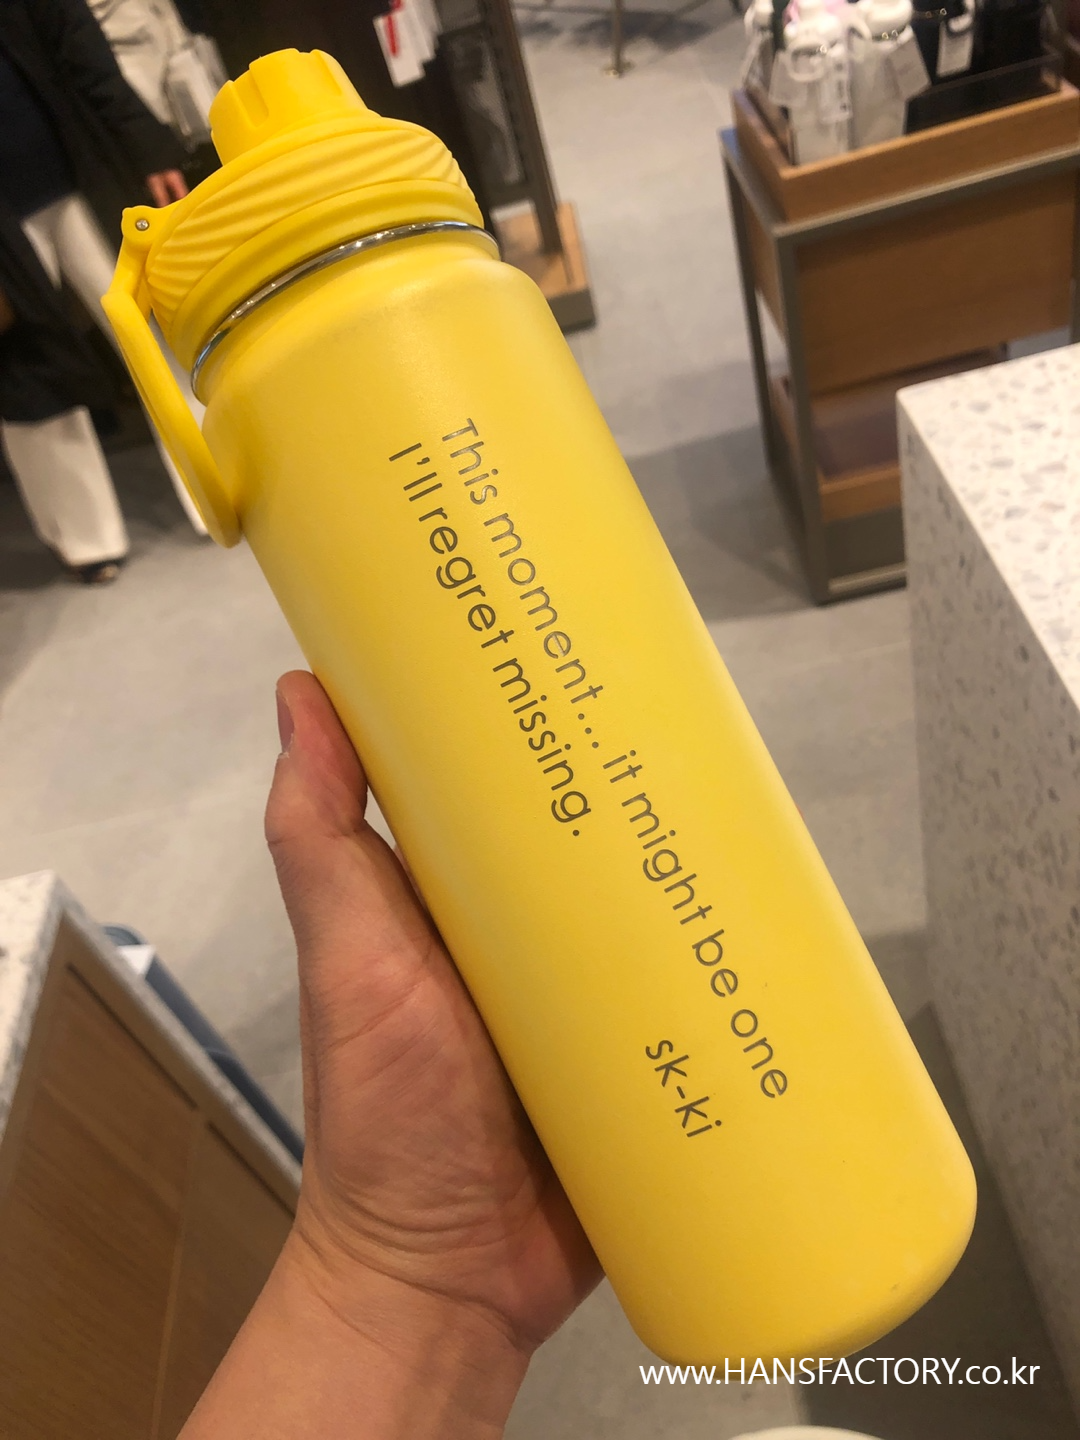 This moment... it might be one
I'll regret missing.
sk-ki
www.HANSFACTORY.co.kr